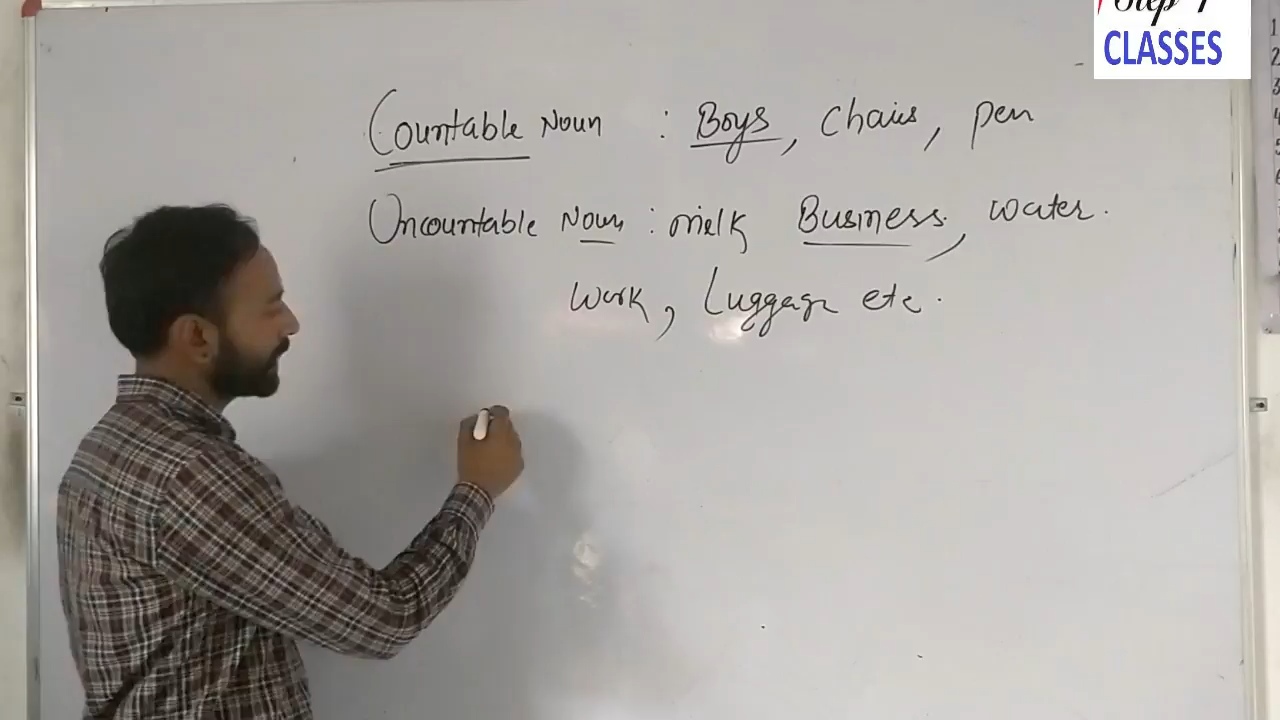 Step 1
CLASSES
Countable Noun : Boys, Chairs, pen
Uncountable Noun : milk Business, water.
work, Luggage etc.